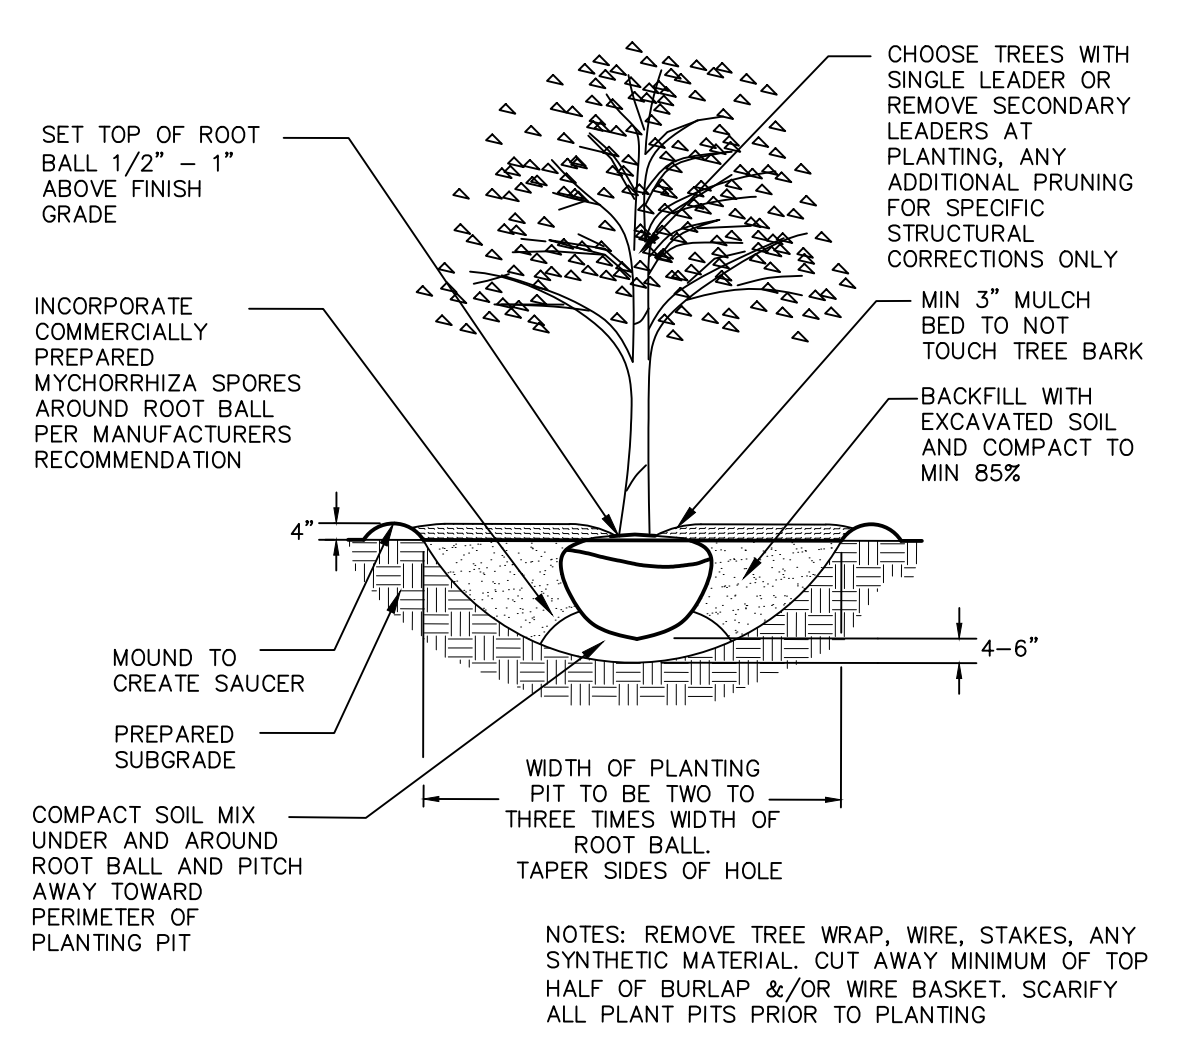 SET TOP OF ROOT
BALL 1/2" – 1"
ABOVE FINISH
GRADE
INCORPORATE
COMMERCIALLY
PREPARED
MYCHORRHIZA SPORES
AROUND ROOT BALL
PER MANUFACTURERS
RECOMMENDATION
4"
MOUND TO
CREATE SAUCER
PREPARED
SUBGRADE
COMPACT SOIL MIX
UNDER AND AROUND
ROOT BALL AND PITCH
AWAY TOWARD
PERIMETER OF
PLANTING PIT
CHOOSE TREES WITH
SINGLE LEADER OR
REMOVE SECONDARY
LEADERS AT
PLANTING, ANY
ADDITIONAL PRUNING
FOR SPECIFIC
STRUCTURAL
CORRECTIONS ONLY
MIN 3" MULCH
BED TO NOT
TOUCH TREE BARK
BACKFILL WITH
EXCAVATED SOIL
AND COMPACT TO
MIN 85%
4–6"
WIDTH OF PLANTING
PIT TO BE TWO TO
THREE TIMES WIDTH OF
ROOT BALL.
TAPER SIDES OF HOLE
NOTES: REMOVE TREE WRAP, WIRE, STAKES, ANY
SYNTHETIC MATERIAL. CUT AWAY MINIMUM OF TOP
HALF OF BURLAP &/OR WIRE BASKET. SCARIFY
ALL PLANT PITS PRIOR TO PLANTING